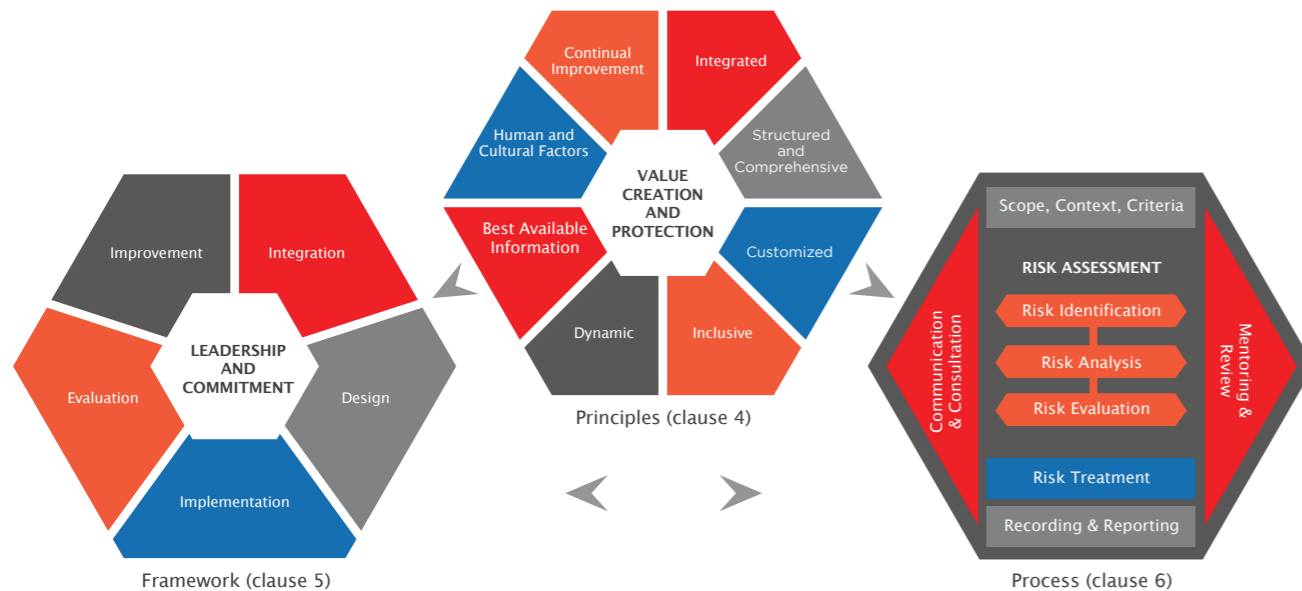 Continual
Improvement
Integrated
Human and
Cultural Factors
Structured
and
Comprehensive
VALUE
CREATION
AND
PROTECTION
Best Available
Information
Customized
Dynamic
Inclusive
Principles (clause 4)
Improvement
Integration
LEADERSHIP
AND
COMMITMENT
Evaluation
Design
Implementation
Framework (clause 5)
Scope, Context, Criteria
Communication
& Consultation
RISK ASSESSMENT
Risk Identification
Risk Analysis
Risk Evaluation
Mentoring &
Review
Risk Treatment
Recording & Reporting
Process (clause 6)